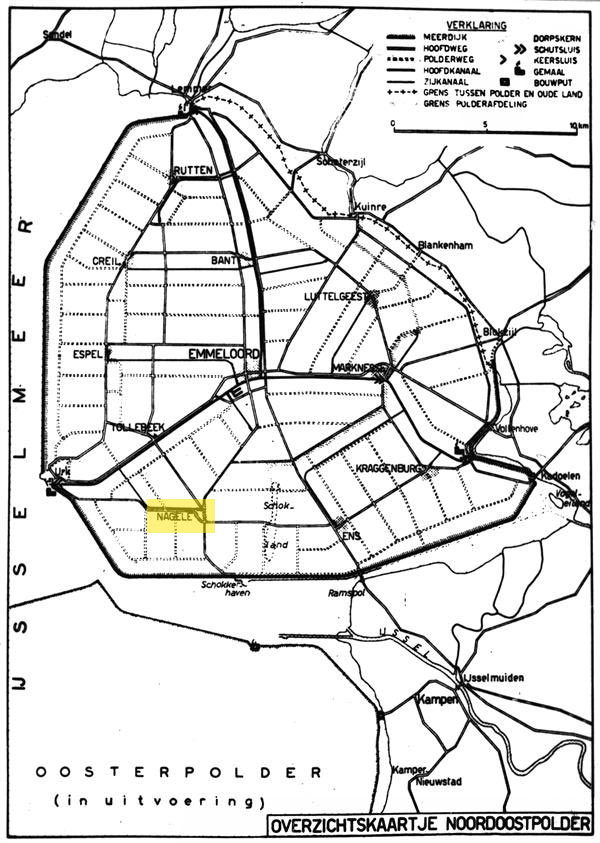 VERKLARING
MEERDIJK
HOOFDWEG
POLDERWEG
HOOFDKANAAL
ZIJKANAAL
GRENS TUSSEN POLDER EN OUDE LAND
GRENS POLDERAFDELING
DORPSKERN
SCHUTSLUIS
KEERSLUIS
GEMAAL
BOUWPUT
0 5 10 km
Sondel
Lemmer
Schoterzijl
RUTTEN
Kuinre
Blankenham
CREIL
BANT
LUTTELGEEST
Blokzijl
ESPEL
EMMELOORD
MARKNESSE
TOLLEBEEK
Vollenhove
Urk
KRAGGENBURG
Kadoelen
Vogel-
eiland
NAGELE
Schok-
land
ENS
Schokker-
haven
Ramspol
IJSSELMEER
IJSSEL
IJsselmuiden
Kampen
Kamper
Nieuwstad
OOSTERPOLDER
(in uitvoering)
OVERZICHTSKAARTJE NOORDOOSTPOLDER